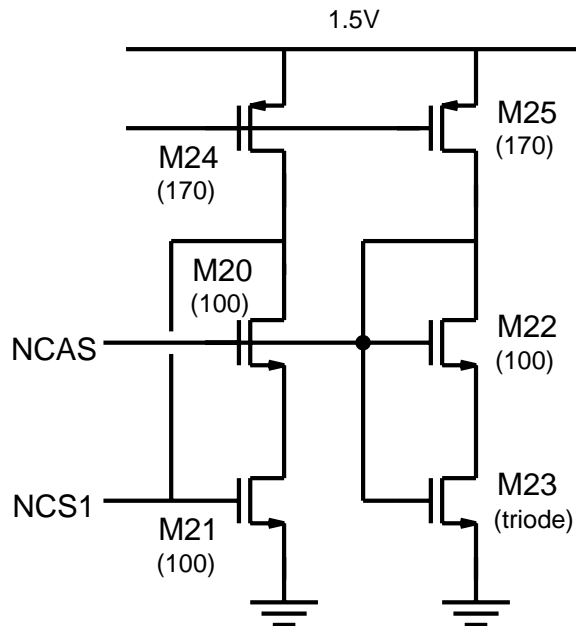 1.5V
M25
(170)
M24
(170)
M20
(100)
NCAS
M22
(100)
NCS1
M23
(triode)
M21
(100)